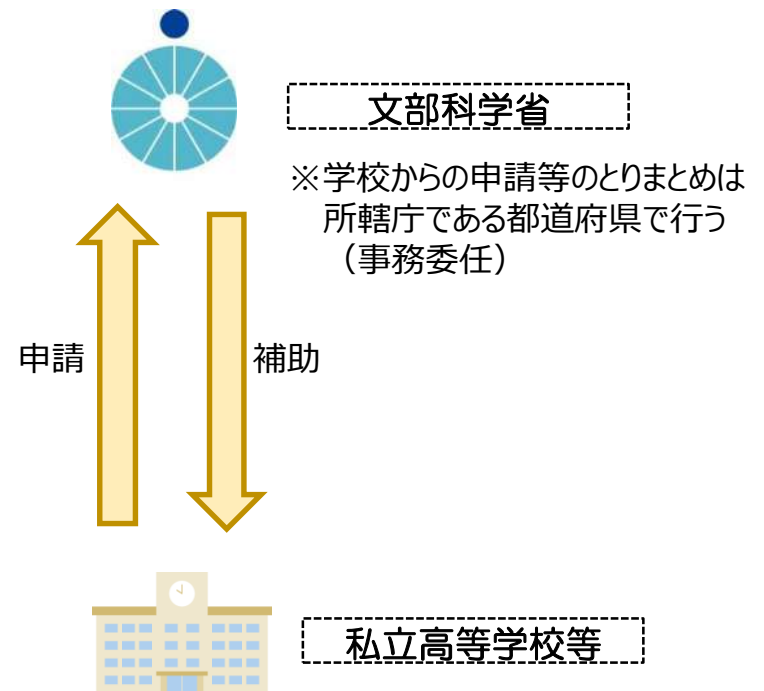 文部科学省
※学校からの申請等のとりまとめは
所轄庁である都道府県で行う
（事務委任）
申請
補助
私立高等学校等